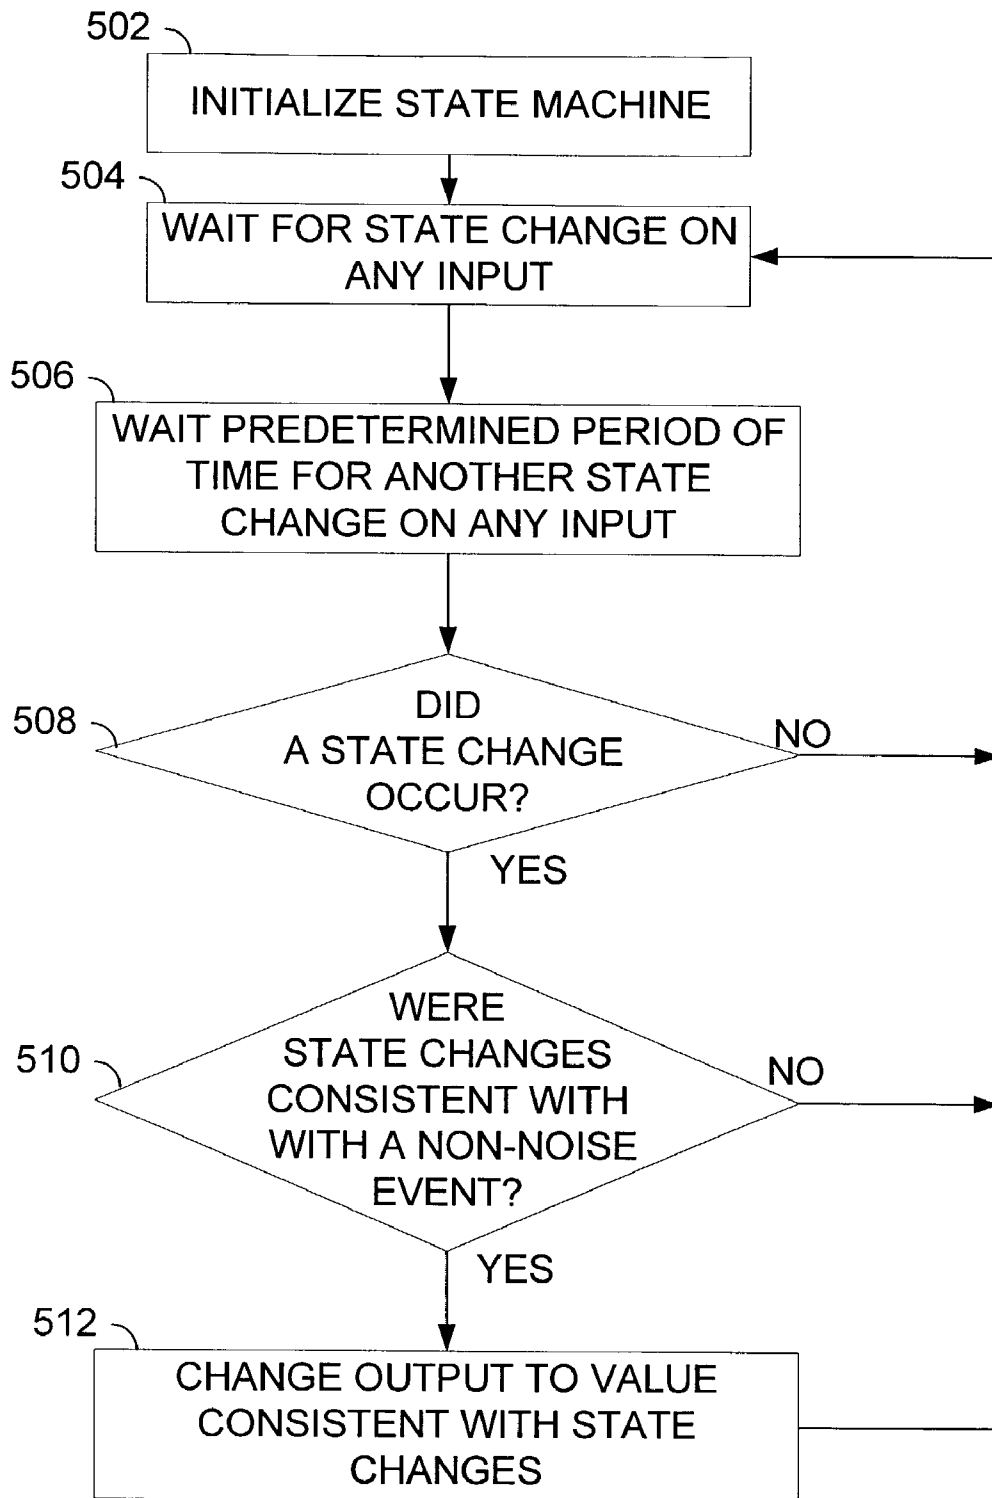 502
INITIALIZE STATE MACHINE
504
WAIT FOR STATE CHANGE ON
ANY INPUT
506
WAIT PREDETERMINED PERIOD OF
TIME FOR ANOTHER STATE
CHANGE ON ANY INPUT
508
DID
A STATE CHANGE
OCCUR?
NO
YES
510
WERE
STATE CHANGES
CONSISTENT WITH
WITH A NON-NOISE
EVENT?
NO
YES
512
CHANGE OUTPUT TO VALUE
CONSISTENT WITH STATE
CHANGES